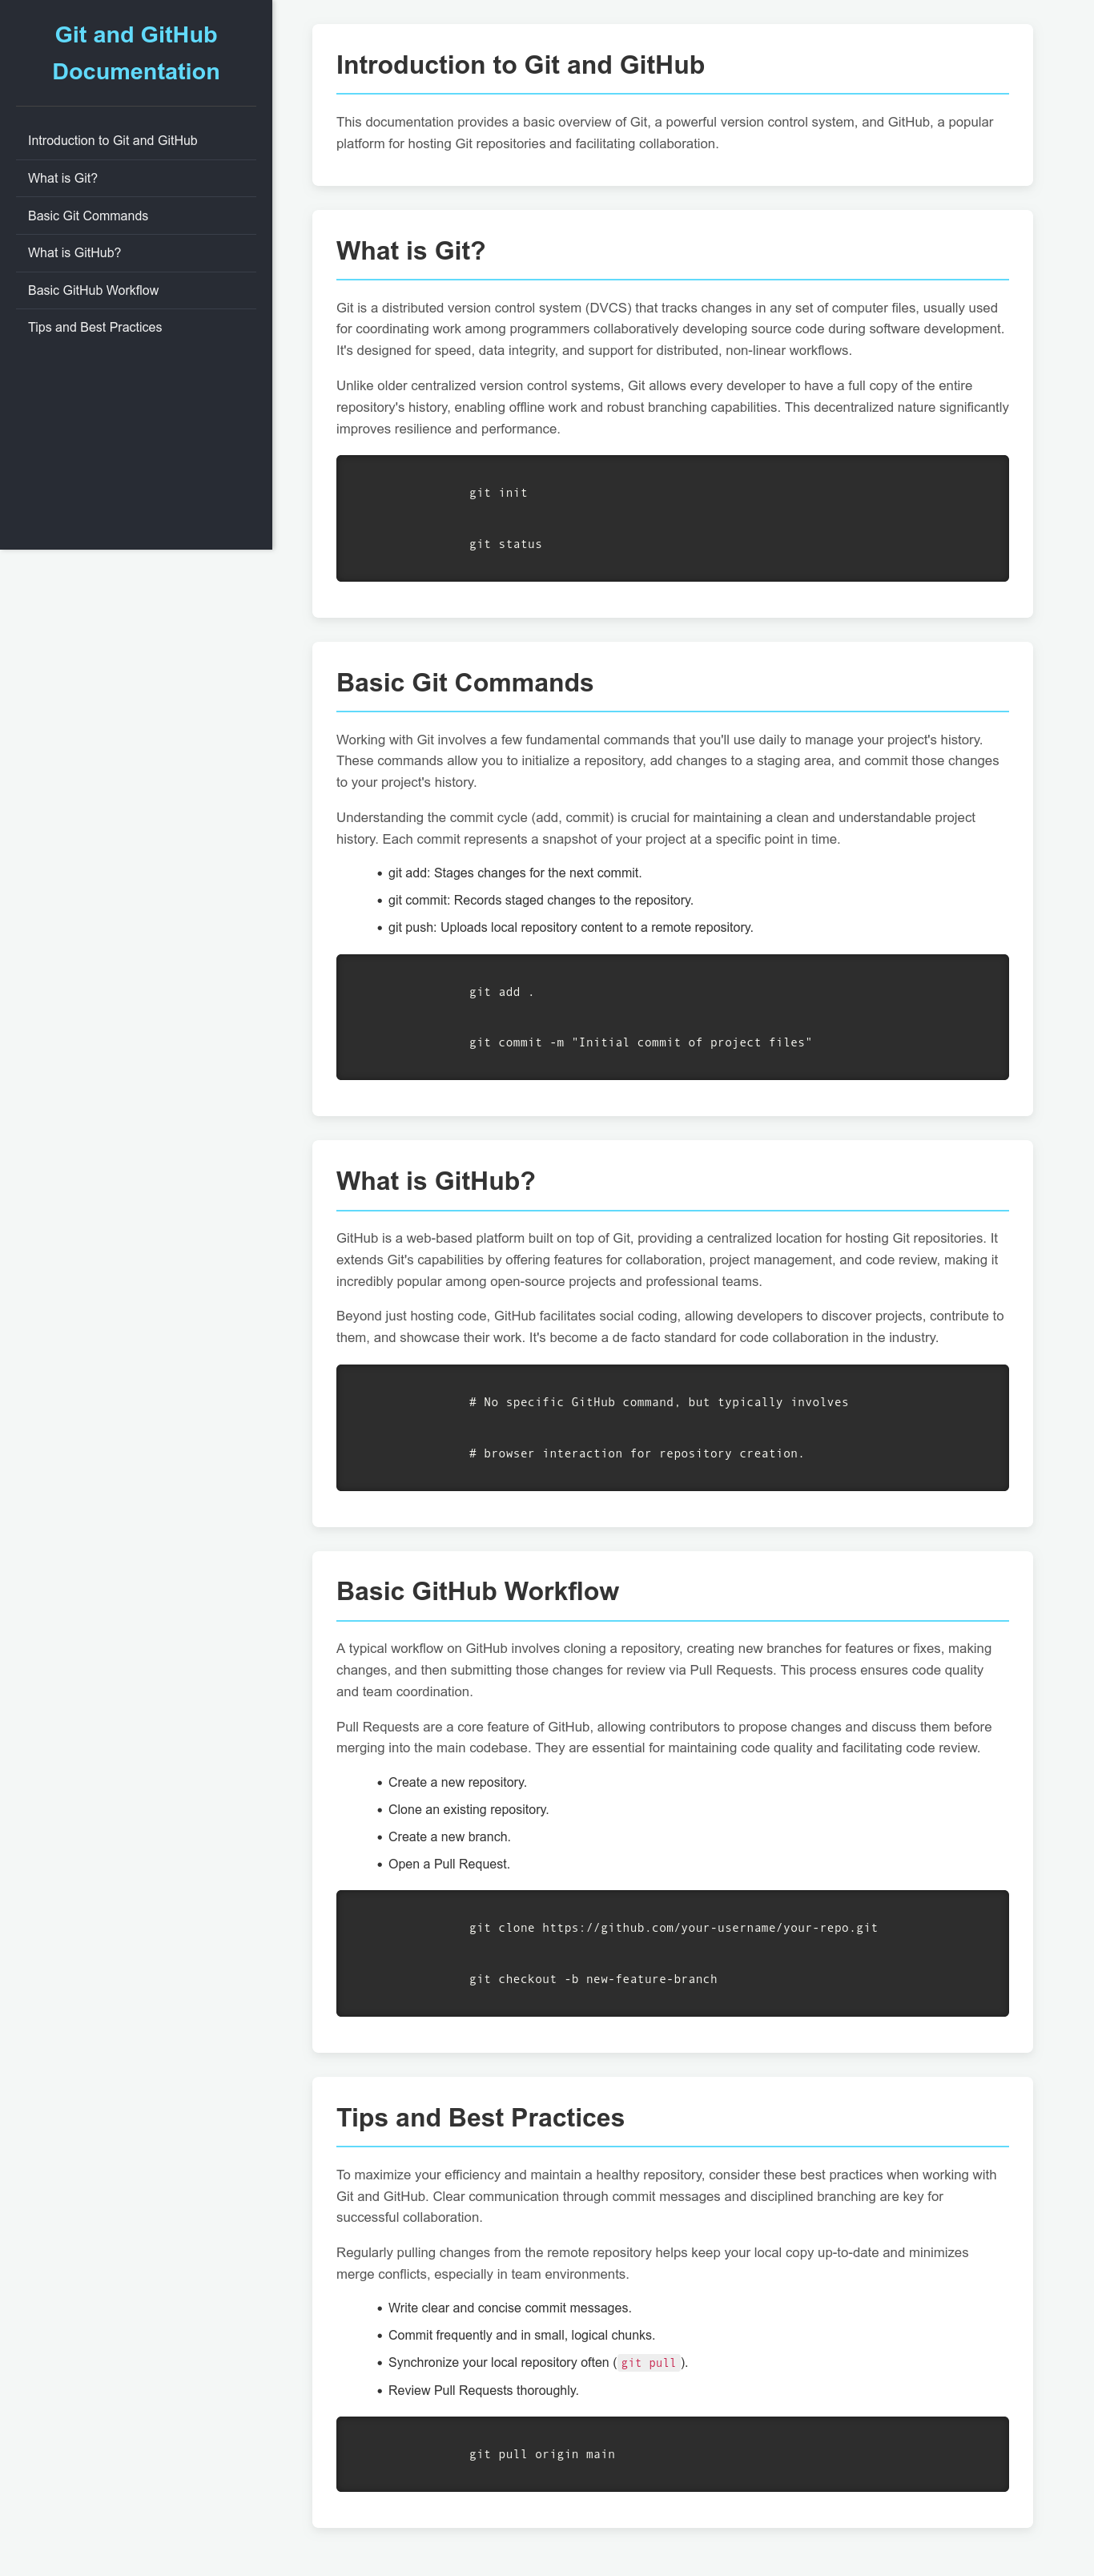 Git and GitHub
Documentation
Introduction to Git and GitHub
What is Git?
Basic Git Commands
What is GitHub?
Basic GitHub Workflow
Tips and Best Practices
Introduction to Git and GitHub
This documentation provides a basic overview of Git, a powerful version control system, and GitHub, a popular
platform for hosting Git repositories and facilitating collaboration.
What is Git?
Git is a distributed version control system (DVCS) that tracks changes in any set of computer files, usually used
for coordinating work among programmers collaboratively developing source code during software development.
It's designed for speed, data integrity, and support for distributed, non-linear workflows.
Unlike older centralized version control systems, Git allows every developer to have a full copy of the entire
repository's history, enabling offline work and robust branching capabilities. This decentralized nature significantly
improves resilience and performance.
git init
git status
Basic Git Commands
Working with Git involves a few fundamental commands that you'll use daily to manage your project's history.
These commands allow you to initialize a repository, add changes to a staging area, and commit those changes
to your project's history.
Understanding the commit cycle (add, commit) is crucial for maintaining a clean and understandable project
history. Each commit represents a snapshot of your project at a specific point in time.
• git add: Stages changes for the next commit.
• git commit: Records staged changes to the repository.
• git push: Uploads local repository content to a remote repository.
git add .
git commit -m "Initial commit of project files"
What is GitHub?
GitHub is a web-based platform built on top of Git, providing a centralized location for hosting Git repositories. It
extends Git's capabilities by offering features for collaboration, project management, and code review, making it
incredibly popular among open-source projects and professional teams.
Beyond just hosting code, GitHub facilitates social coding, allowing developers to discover projects, contribute to
them, and showcase their work. It's become a de facto standard for code collaboration in the industry.
# No specific GitHub command, but typically involves
# browser interaction for repository creation.
Basic GitHub Workflow
A typical workflow on GitHub involves cloning a repository, creating new branches for features or fixes, making
changes, and then submitting those changes for review via Pull Requests. This process ensures code quality
and team coordination.
Pull Requests are a core feature of GitHub, allowing contributors to propose changes and discuss them before
merging into the main codebase. They are essential for maintaining code quality and facilitating code review.
• Create a new repository.
• Clone an existing repository.
• Create a new branch.
• Open a Pull Request.
git clone https://github.com/your-username/your-repo.git
git checkout -b new-feature-branch
Tips and Best Practices
To maximize your efficiency and maintain a healthy repository, consider these best practices when working with
Git and GitHub. Clear communication through commit messages and disciplined branching are key for
successful collaboration.
Regularly pulling changes from the remote repository helps keep your local copy up-to-date and minimizes
merge conflicts, especially in team environments.
• Write clear and concise commit messages.
• Commit frequently and in small, logical chunks.
• Synchronize your local repository often (git pull).
• Review Pull Requests thoroughly.
git pull origin main